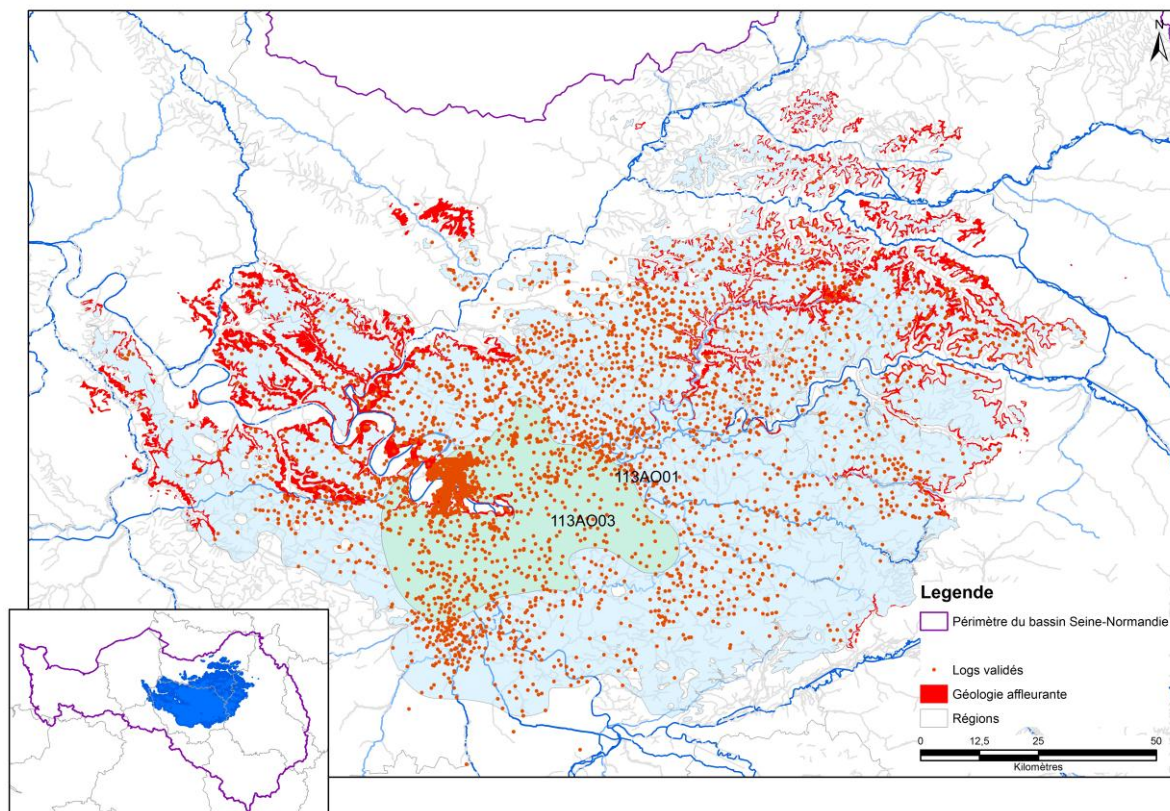 N
113AO01
113AO03
Legende
Périmètre du bassin Seine-Normandie
Logs validés
Géologie affleurante
Régions
0 12,5 25 50
Kilomètres